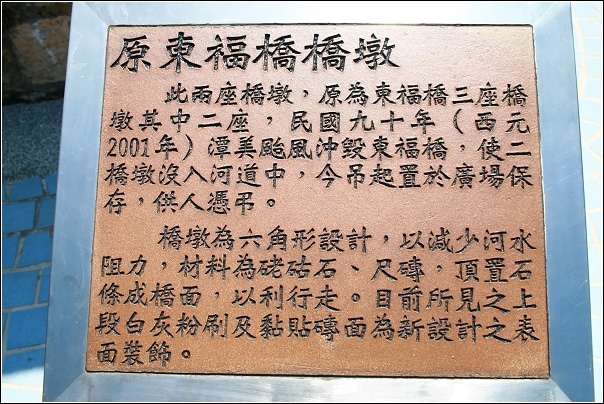 原東福橋橋墩
此兩座橋墩，原為東福橋三座橋
墩其中二座，民國九十年（西元
2001年）潭美颱風沖毀東福橋，使二
橋墩沒入河道中，今吊起置於廣場保
存，供人憑弔。
橋墩為六角形設計，以減少河水
阻力，材料為硓𥑮石、尺磚，頂置石
條成橋面，以利行走。目前所見之上
段白灰粉刷及黏貼磚面為新設計之表
面裝飾。